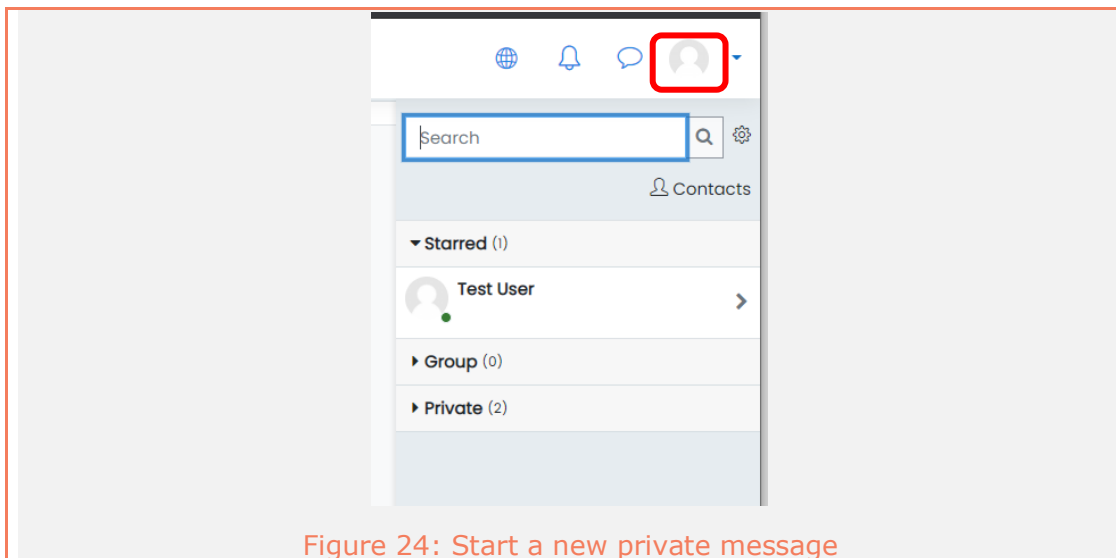 Search
Contacts
Starred (1)
Test User
Group (0)
Private (2)
Figure 24: Start a new private message